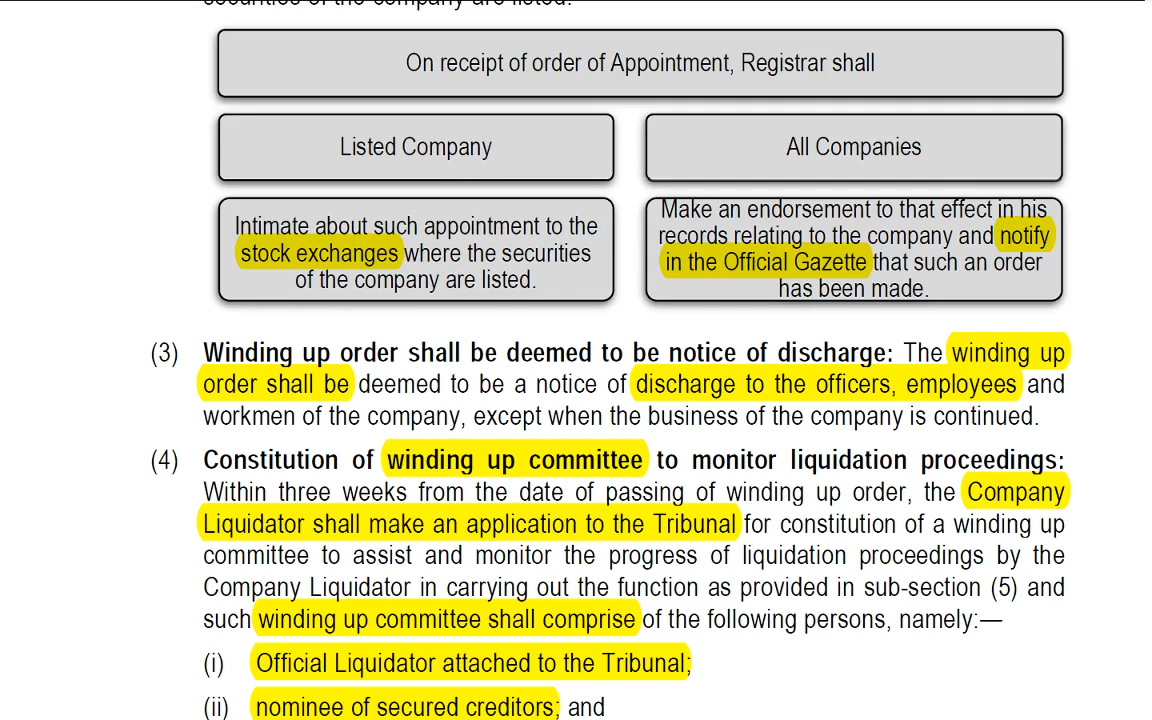 securities of the company are listed.
On receipt of order of Appointment, Registrar shall
Listed Company
All Companies
Intimate about such appointment to the
stock exchanges where the securities
of the company are listed.
Make an endorsement to that effect in his
records relating to the company and notify
in the Official Gazette that such an order
has been made.
(3) Winding up order shall be deemed to be notice of discharge: The winding up
order shall be deemed to be a notice of discharge to the officers, employees and
workmen of the company, except when the business of the company is continued.
(4) Constitution of winding up committee to monitor liquidation proceedings:
Within three weeks from the date of passing of winding up order, the Company
Liquidator shall make an application to the Tribunal for constitution of a winding up
committee to assist and monitor the progress of liquidation proceedings by the
Company Liquidator in carrying out the function as provided in sub-section (5) and
such winding up committee shall comprise of the following persons, namely:—
(i) Official Liquidator attached to the Tribunal;
(ii) nominee of secured creditors; and